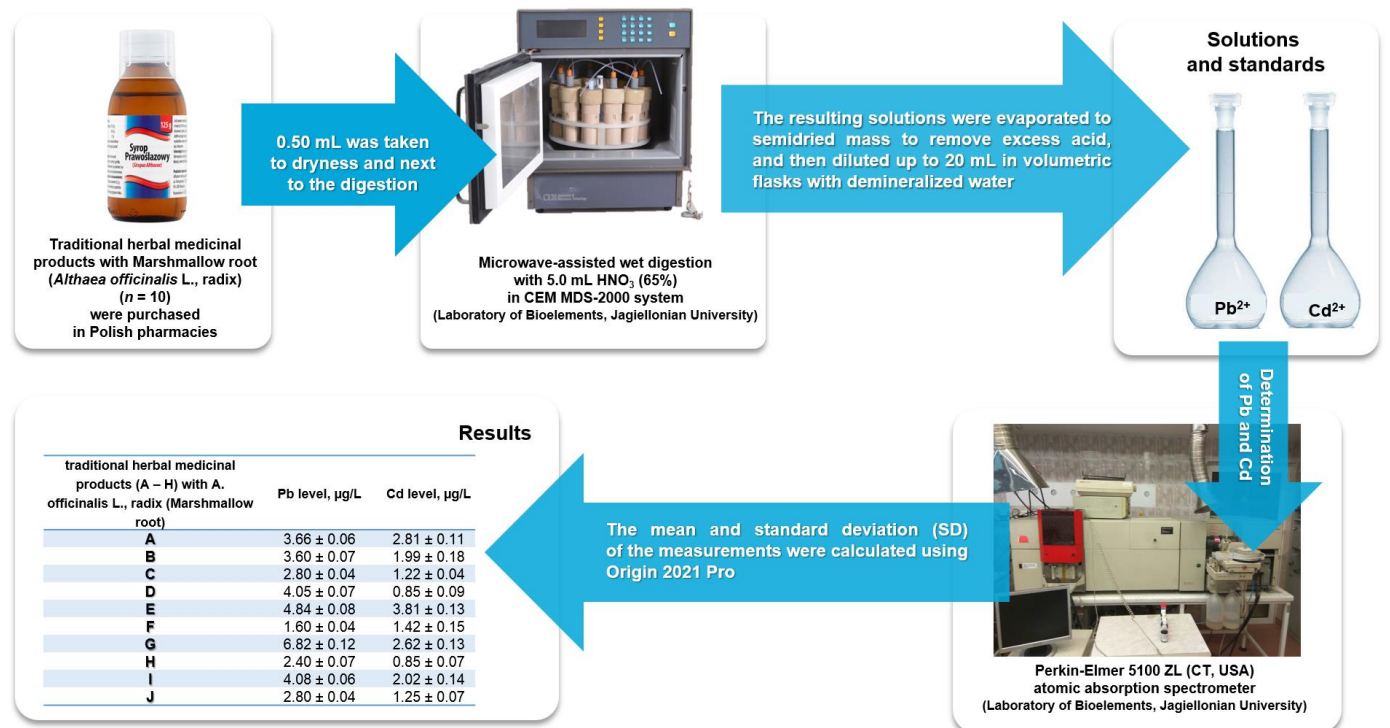 125 g
Syrop
Prawoślazowy
(Sirupus Althaeae)
Traditional herbal medicinal
products with Marshmallow root
(Althaea officinalis L., radix)
(n = 10)
were purchased
in Polish pharmacies
0.50 mL was taken
to dryness and next
to the digestion
CEM
Microwave-assisted wet digestion
with 5.0 mL HNO₃ (65%)
in CEM MDS-2000 system
(Laboratory of Bioelements, Jagiellonian University)
The resulting solutions were evaporated to
semidried mass to remove excess acid,
and then diluted up to 20 mL in volumetric
flasks with demineralized water
Solutions
and standards
Pb²⁺ Cd²⁺
Determination
of Pb and Cd
Perkin-Elmer 5100 ZL (CT, USA)
atomic absorption spectrometer
(Laboratory of Bioelements, Jagiellonian University)
The mean and standard deviation (SD)
of the measurements were calculated using
Origin 2021 Pro
Results
traditional herbal medicinal
products (A – H) with A.
officinalis L., radix (Marshmallow
root)
Pb level, µg/L Cd level, µg/L
A 3.66 ± 0.06 2.81 ± 0.11
B 3.60 ± 0.07 1.99 ± 0.18
C 2.80 ± 0.04 1.22 ± 0.04
D 4.05 ± 0.07 0.85 ± 0.09
E 4.84 ± 0.08 3.81 ± 0.13
F 1.60 ± 0.04 1.42 ± 0.15
G 6.82 ± 0.12 2.62 ± 0.13
H 2.40 ± 0.07 0.85 ± 0.07
I 4.08 ± 0.06 2.02 ± 0.14
J 2.80 ± 0.04 1.25 ± 0.07